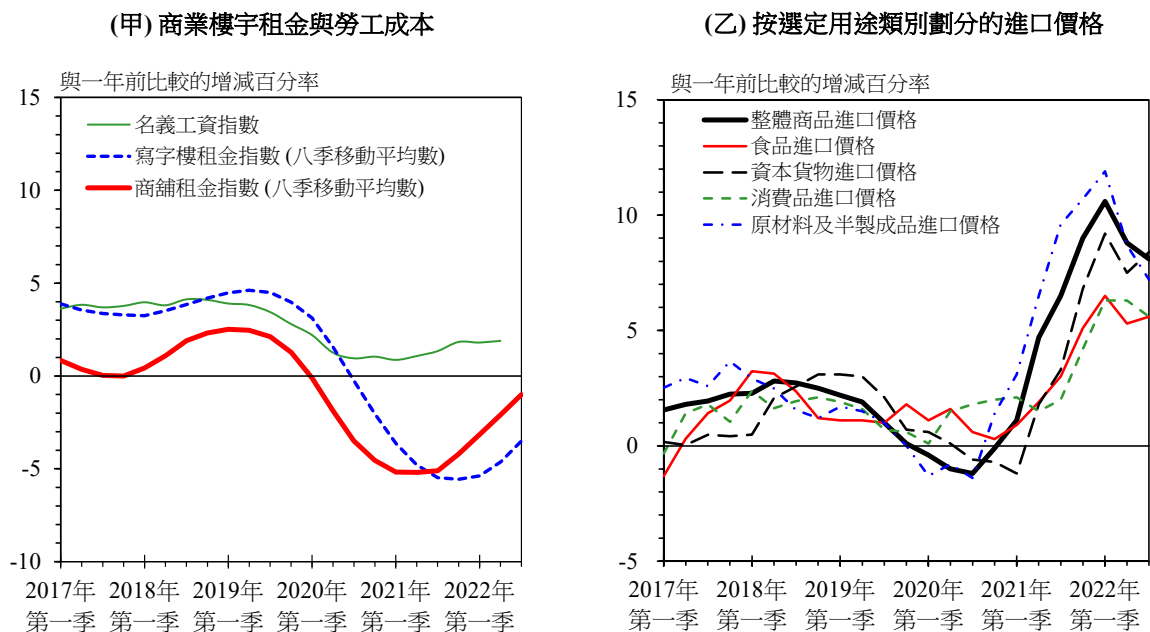 (甲) 商業樓宇租金與勞工成本
與一年前比較的增減百分率
15
10
5
0
-5
-10
名義工資指數
寫字樓租金指數 (八季移動平均數)
商舖租金指數 (八季移動平均數)
2017年 2018年 2019年 2020年 2021年 2022年
第一季 第一季 第一季 第一季 第一季 第一季
(乙) 按選定用途類別劃分的進口價格
與一年前比較的增減百分率
15
10
5
0
-5
整體商品進口價格
食品進口價格
資本貨物進口價格
消費品進口價格
原材料及半製成品進口價格
2017年 2018年 2019年 2020年 2021年 2022年
第一季 第一季 第一季 第一季 第一季 第一季